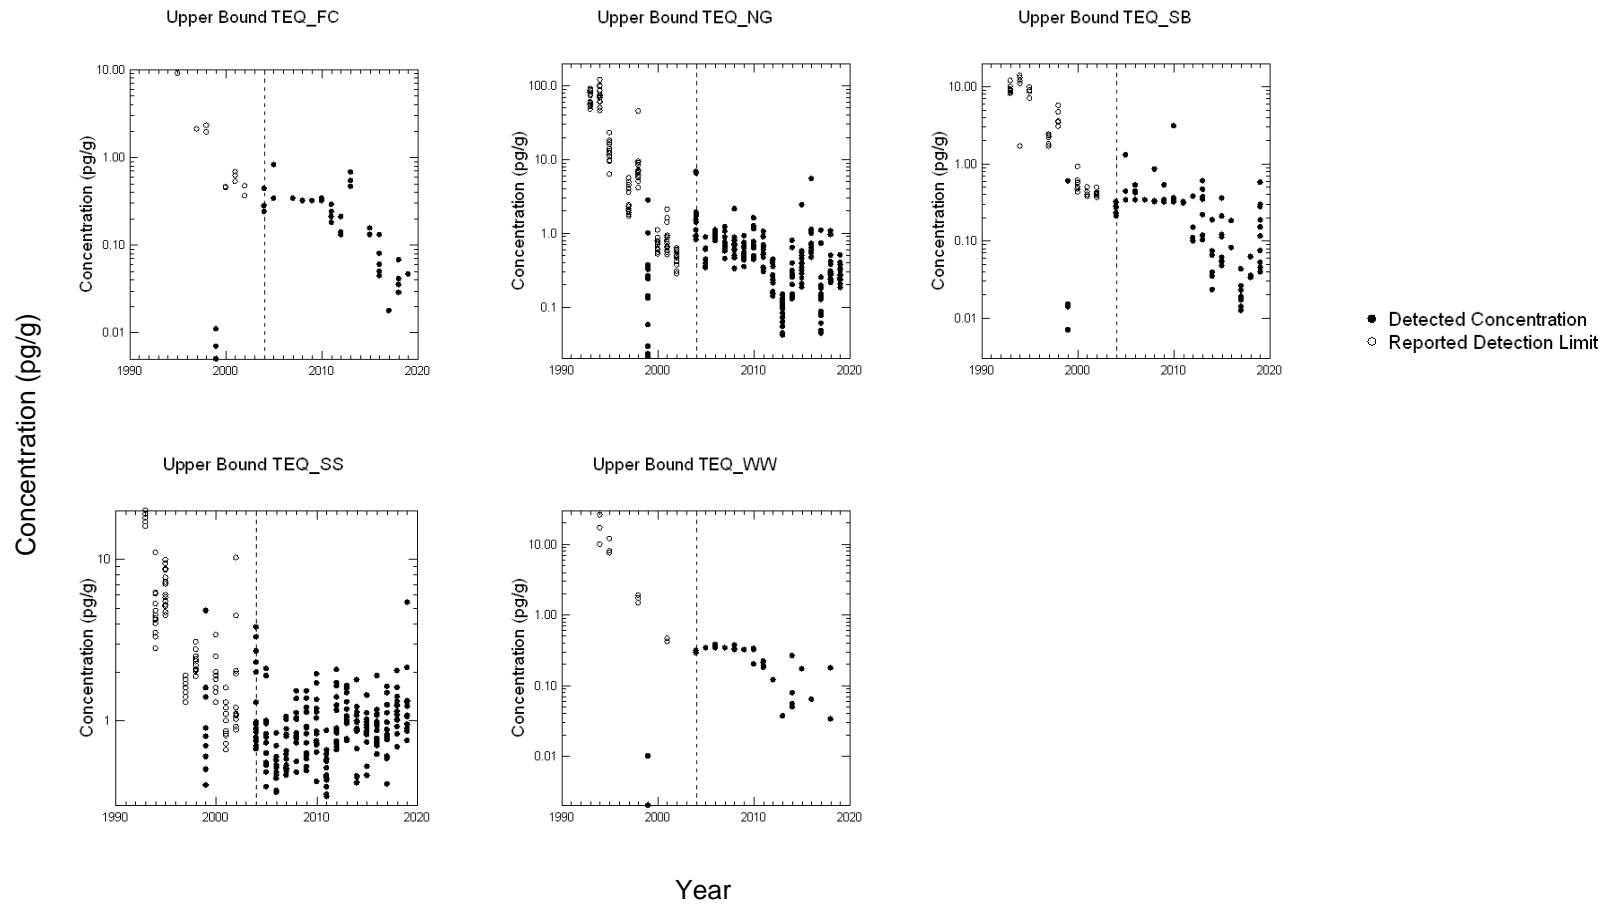 Upper Bound TEQ_FC
Upper Bound TEQ_NG
Upper Bound TEQ_SB
10.00
1.00
0.10
0.01
Concentration (pg/g)
1990
2000
2010
2020
100.0
10.0
1.0
0.1
Concentration (pg/g)
1990
2000
2010
2020
10.00
1.00
0.10
0.01
Concentration (pg/g)
1990
2000
2010
2020
Detected Concentration
Reported Detection Limit
Concentration (pg/g)
Upper Bound TEQ_SS
Upper Bound TEQ_WW
10
1
Concentration (pg/g)
1990
2000
2010
2020
10.00
1.00
0.10
0.01
Concentration (pg/g)
1990
2000
2010
2020
Year